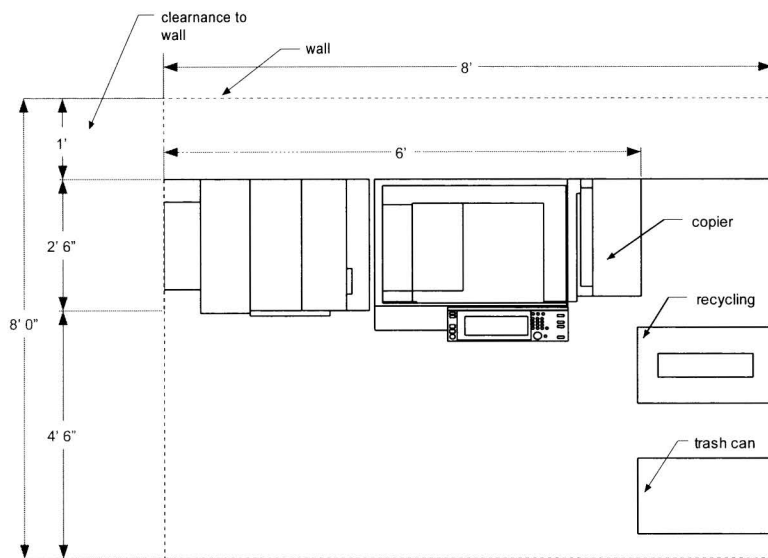 clearnance to
wall
wall
8'
1'
6'
2' 6”
copier
recycling
8' 0”
4' 6”
trash can